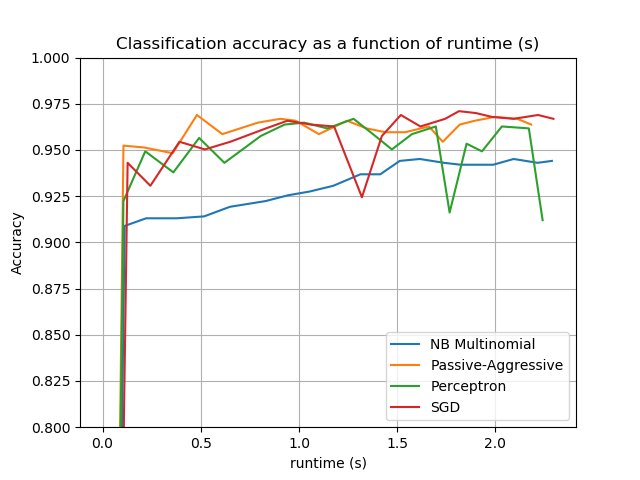 Classification accuracy as a function of runtime (s)
1.000
0.975
0.950
0.925
0.900
0.875
0.850
0.825
0.800
Accuracy
NB Multinomial
Passive-Aggressive
Perceptron
SGD
0.0 0.5 1.0 1.5 2.0
runtime (s)